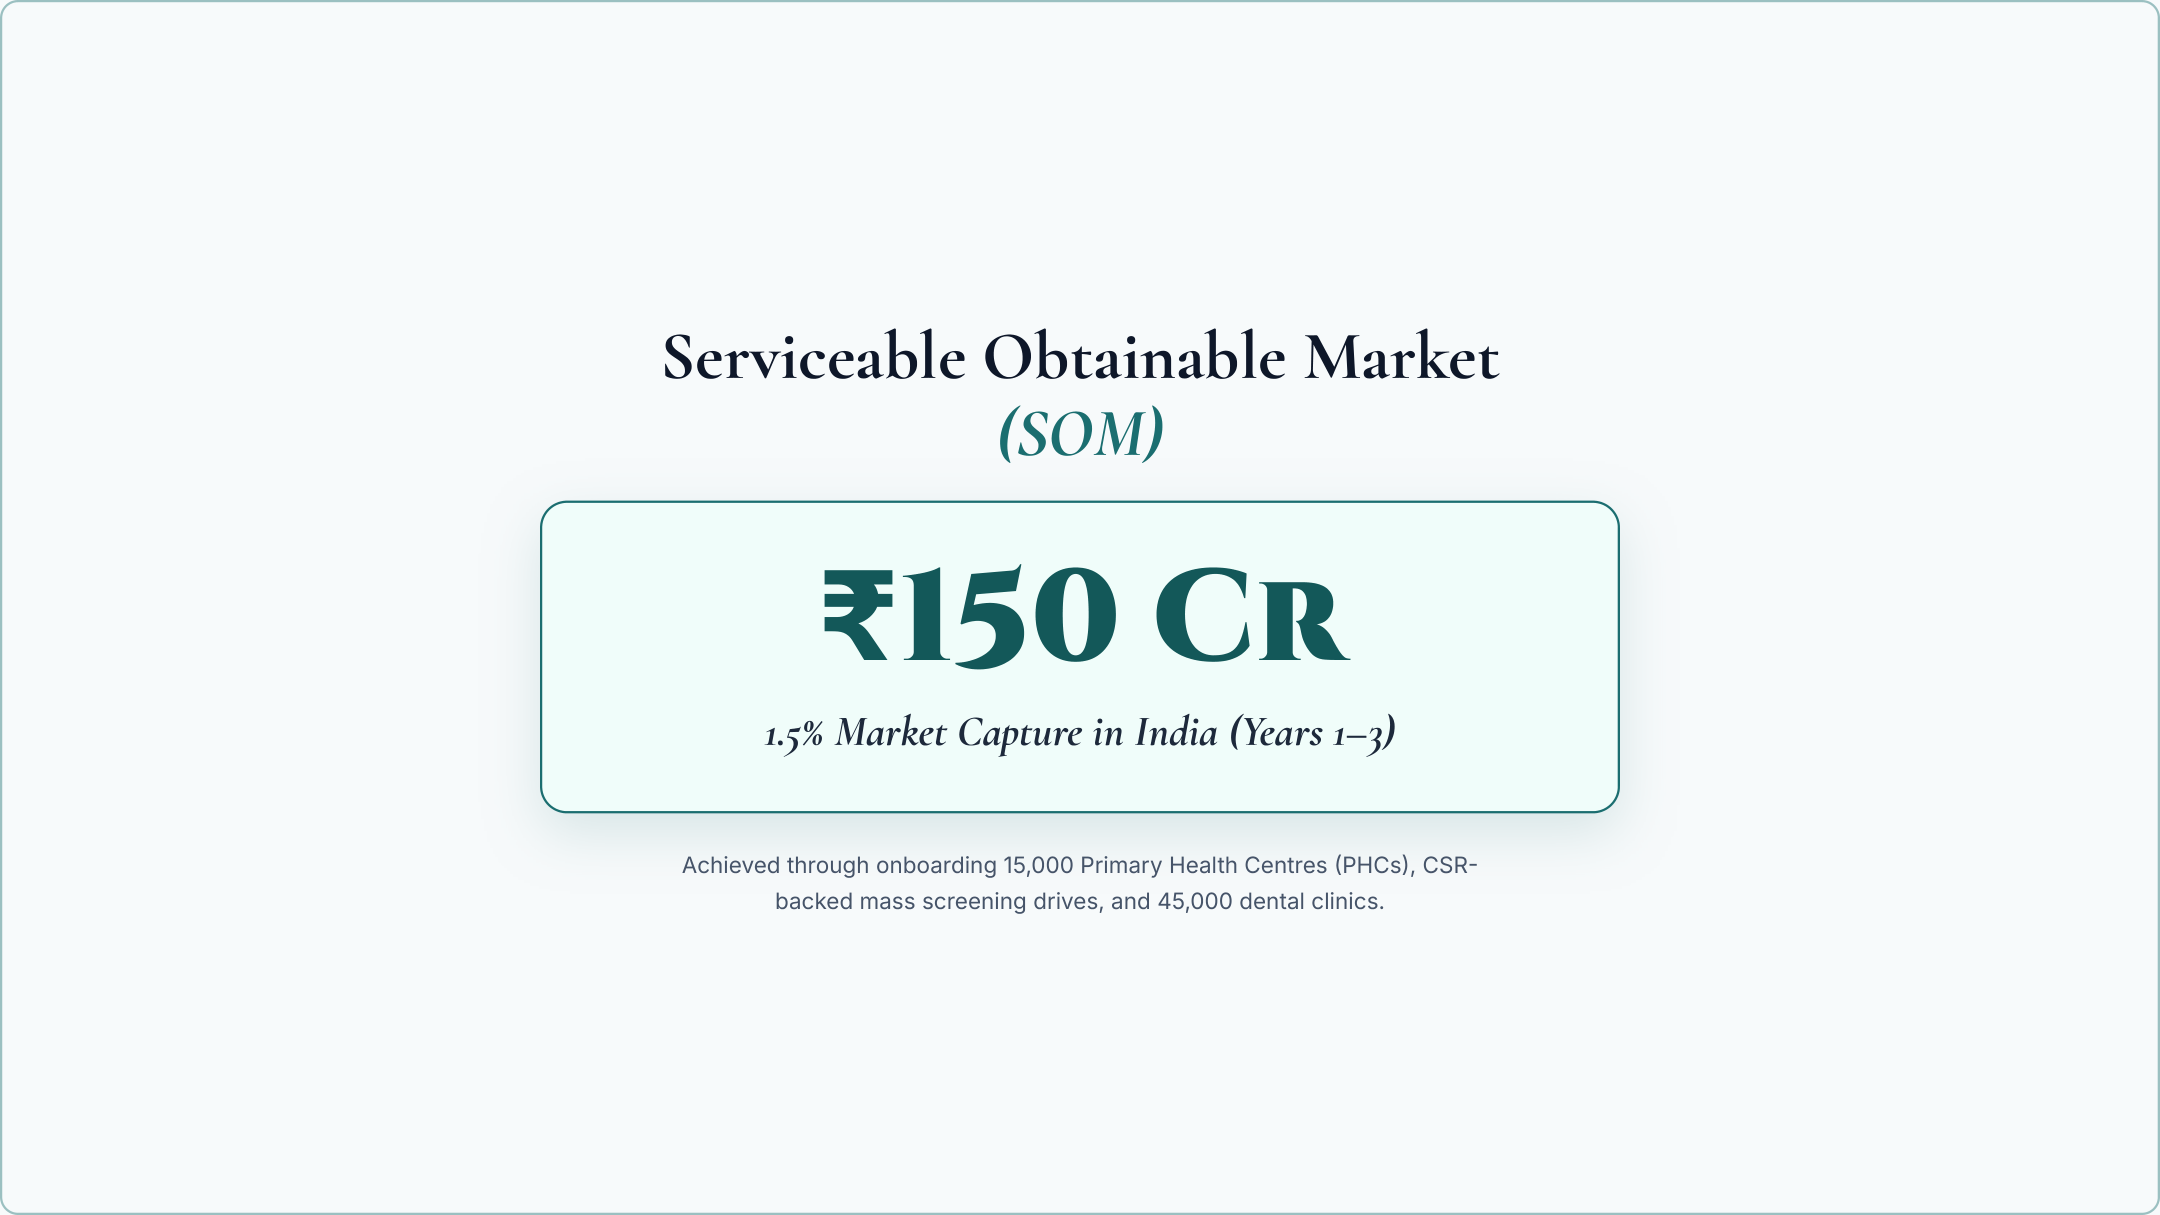 Serviceable Obtainable Market
(SOM)
₹150 Cr
1.5% Market Capture in India (Years 1–3)
Achieved through onboarding 15,000 Primary Health Centres (PHCs), CSR-
backed mass screening drives, and 45,000 dental clinics.